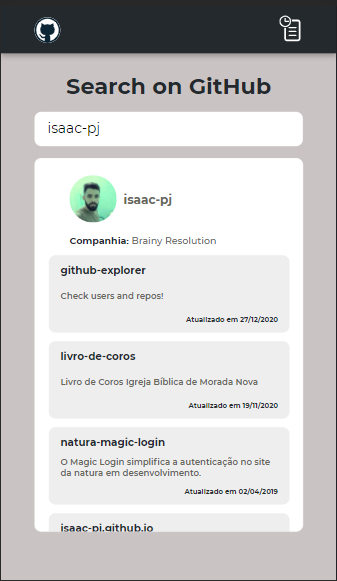 Search on GitHub
isaac-pj
isaac-pj
Companhia: Brainy Resolution
github-explorer
Check users and repos!
Atualizado em 27/12/2020
livro-de-coros
Livro de Coros Igreja Bíblica de Morada Nova
Atualizado em 19/11/2020
natura-magic-login
O Magic Login simplifica a autenticação no site
da natura em desenvolvimento.
Atualizado em 02/04/2019
isaac-pj.github.io